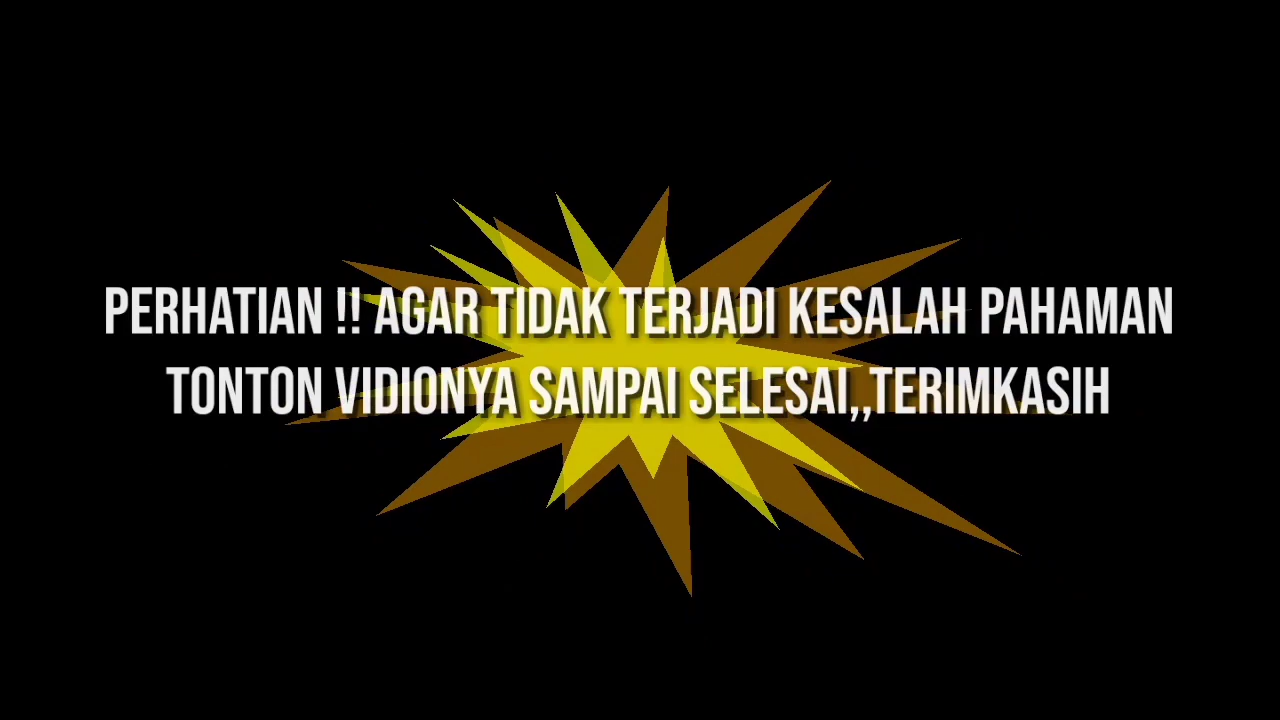 PERHATIAN !! AGAR TIDAK TERJADI KESALAH PAHAMAN
TONTON VIDIONYA SAMPAI SELESAI,,TERIMKASIH